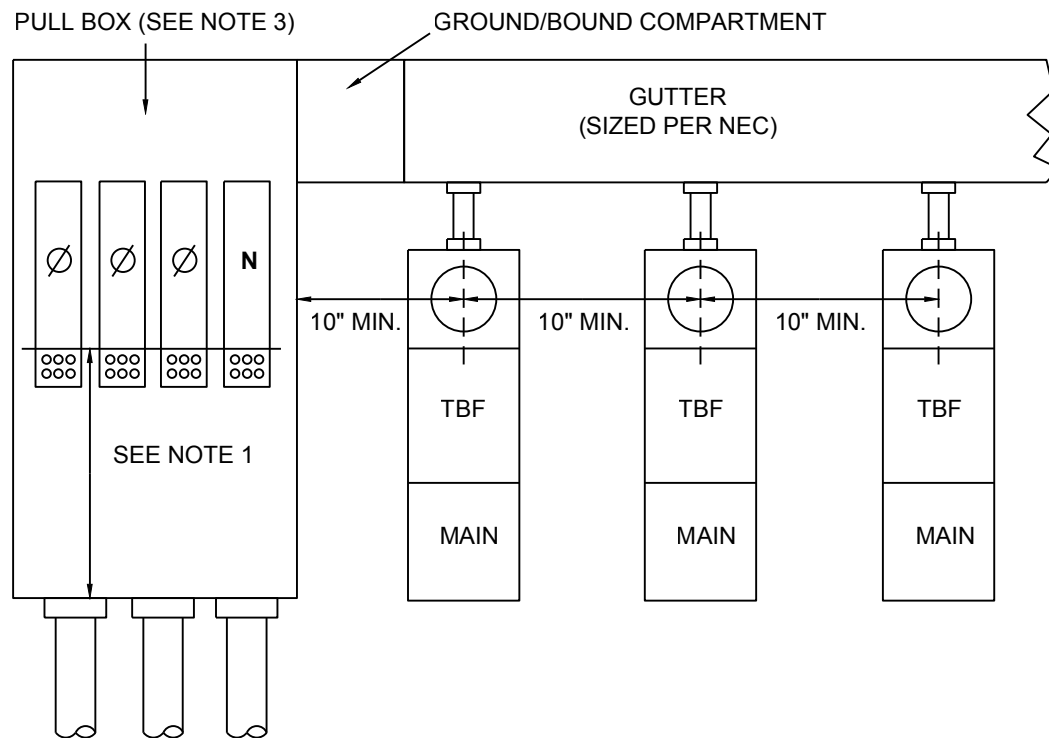 PULL BOX (SEE NOTE 3)
GROUND/BOUND COMPARTMENT
GUTTER
(SIZED PER NEC)
Ø Ø Ø N
10" MIN. 10" MIN. 10" MIN.
TBF TBF TBF
SEE NOTE 1
MAIN MAIN MAIN